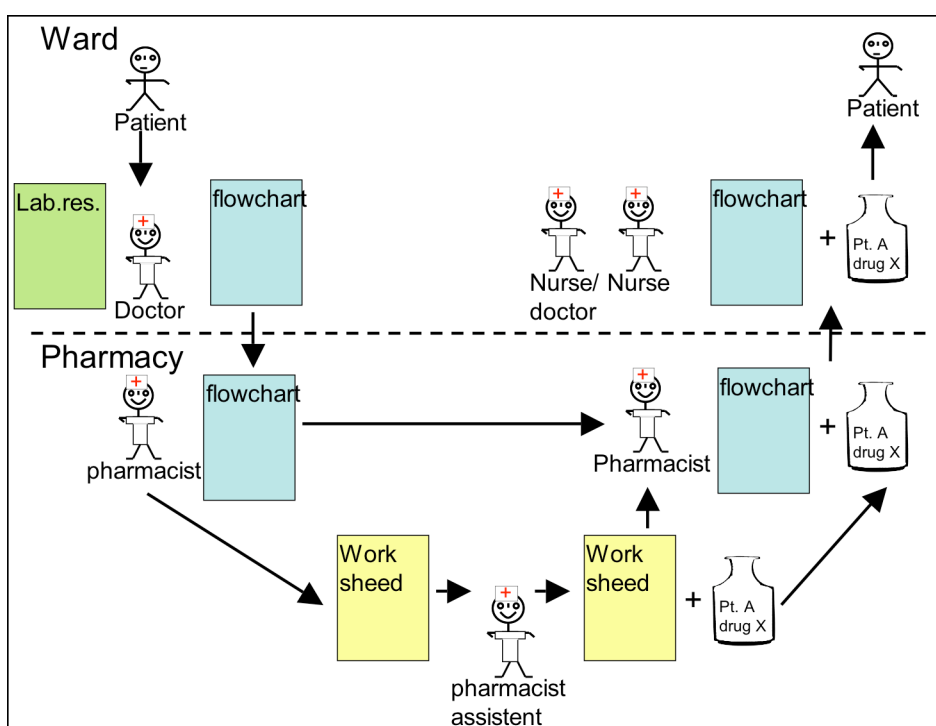 Ward
Patient
Patient
Lab.res.
flowchart
Doctor
Nurse/
doctor
Nurse
flowchart
+
Pt. A
drug X
Pharmacy
pharmacist
flowchart
Pharmacist
flowchart
+
Pt. A
drug X
Work
sheed
pharmacist
assistent
Work
sheed
+
Pt. A
drug X